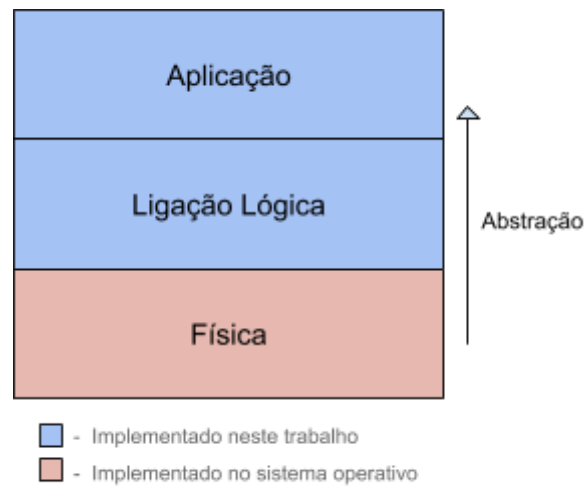 Aplicação
Ligação Lógica
Abstração
Física
- Implementado neste trabalho
- Implementado no sistema operativo